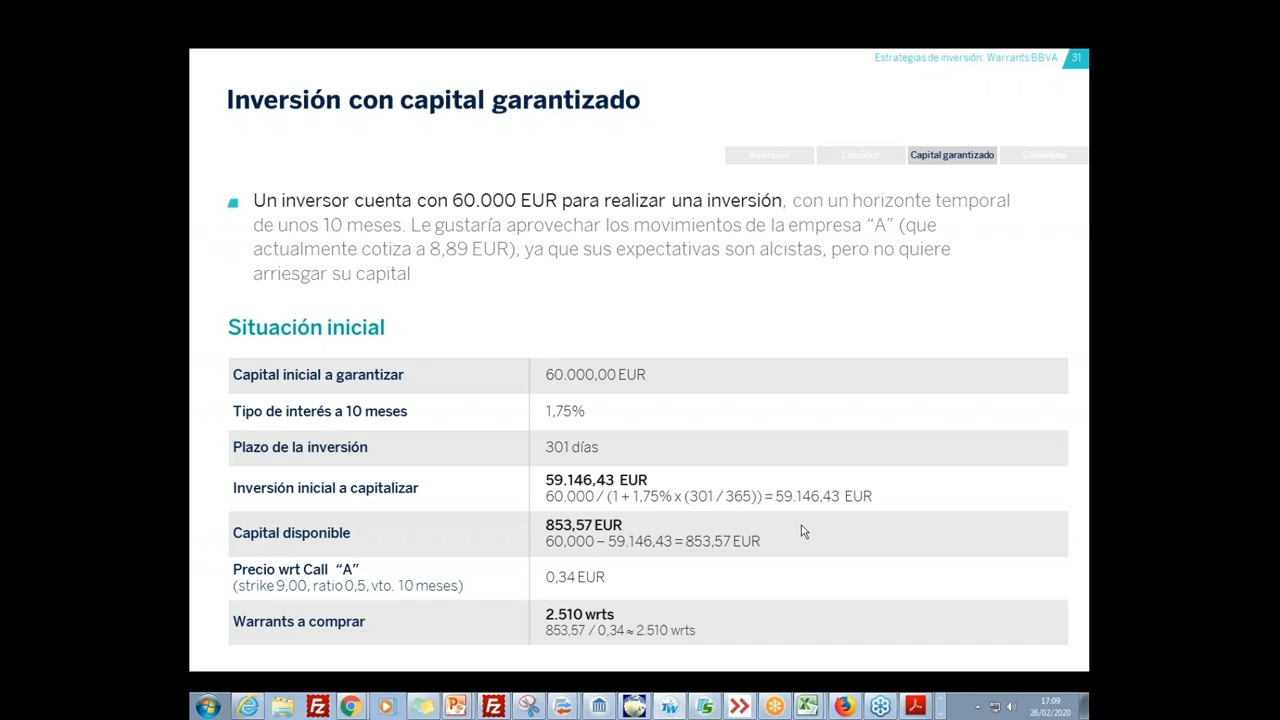 Estrategias de inversión: Warrants BBVA 31
Inversión con capital garantizado
Inversión Liquidez Capital garantizado Cobertura
Un inversor cuenta con 60.000 EUR para realizar una inversión, con un horizonte temporal
de unos 10 meses. Le gustaría aprovechar los movimientos de la empresa “A” (que
actualmente cotiza a 8,89 EUR), ya que sus expectativas son alcistas, pero no quiere
arriesgar su capital
Situación inicial
Capital inicial a garantizar 60.000,00 EUR
Tipo de interés a 10 meses 1,75%
Plazo de la inversión 301 días
Inversión inicial a capitalizar
59.146,43 EUR
60.000 / (1 + 1,75% x (301 / 365)) = 59.146,43 EUR
Capital disponible
853,57 EUR
60,000 – 59.146,43 = 853,57 EUR
Precio wrt Call “A”
(strike 9,00, ratio 0,5, vto. 10 meses)
0,34 EUR
Warrants a comprar
2.510 wrts
853,57 / 0,34 ≈ 2.510 wrts
17:09
26/02/2020